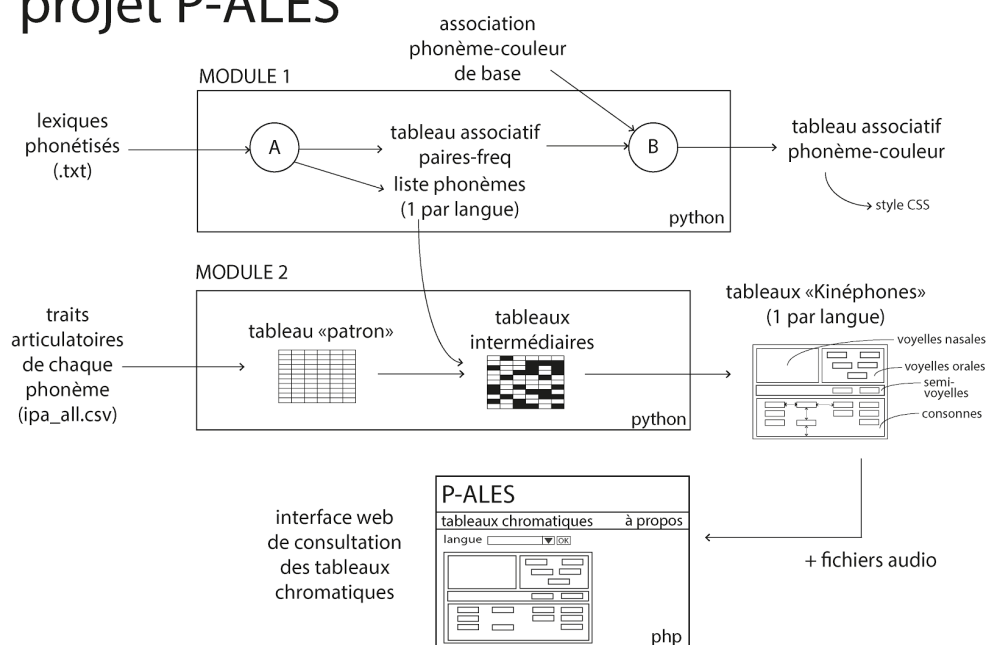 projet P-ALES
association
phonème-couleur
de base
MODULE 1
lexiques
phonétisés
(.txt)
A
tableau associatif
paires-freq
liste phonèmes
(1 par langue)
B
python
tableau associatif
phonème-couleur
style CSS
MODULE 2
traits
articulatoires
de chaque
phonème
(ipa_all.csv)
tableau «patron»
tableaux
intermédiaires
python
tableaux «Kinéphones»
(1 par langue)
voyelles nasales
voyelles orales
semi-
voyelles
consonnes
interface web
de consultation
des tableaux
chromatiques
P-ALES
tableaux chromatiques
à propos
langue
OK
php
+ fichiers audio